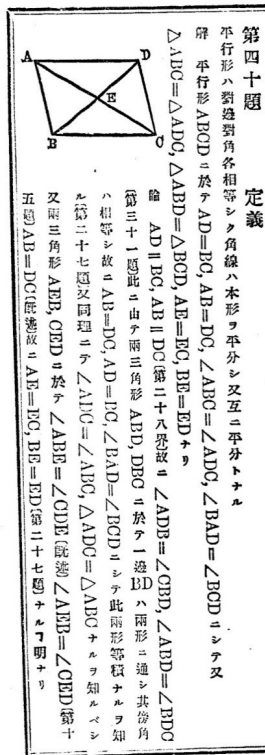 第四十題　定義
平行形ハ對邊對角各相等シク角線ハ本形ヲ平分シ又互ニ平分トナル
解　平行形ABCDニ於テAD=BC, AB=DC, ∠ABC=∠ADC, ∠BAD=∠BCDニシテ又
△ABC=△ADC, △ABD=△BCD, AE=EC, BE=EDナリ
論　AD∥BC, AB∥DC(第二十八界故ニ∠ADB=∠CBD, ∠ABD=∠BDC
(第三十一題此ニ由テ兩三角形ABD, DBCニ於テ一邊BDハ兩形ニ通シ其傍角
ハ相等シ故ニAB=DC, AD=BC, ∠BAD=∠BCDニシテ此兩形等積ナルヲ知
ル(第二十七題又同理ニテ∠ADC=∠ABC, △ADC=△ABCナルヲ知ルベシ
又兩三角形AEB, CEDニ於テ∠ABE=∠CDE(既述∠AEB=∠CED(第十
五題)AB=DC(既述故ニAE=EC, BE=ED(第二十七題)ナルヿ明ナリ
A
D
E
B
C